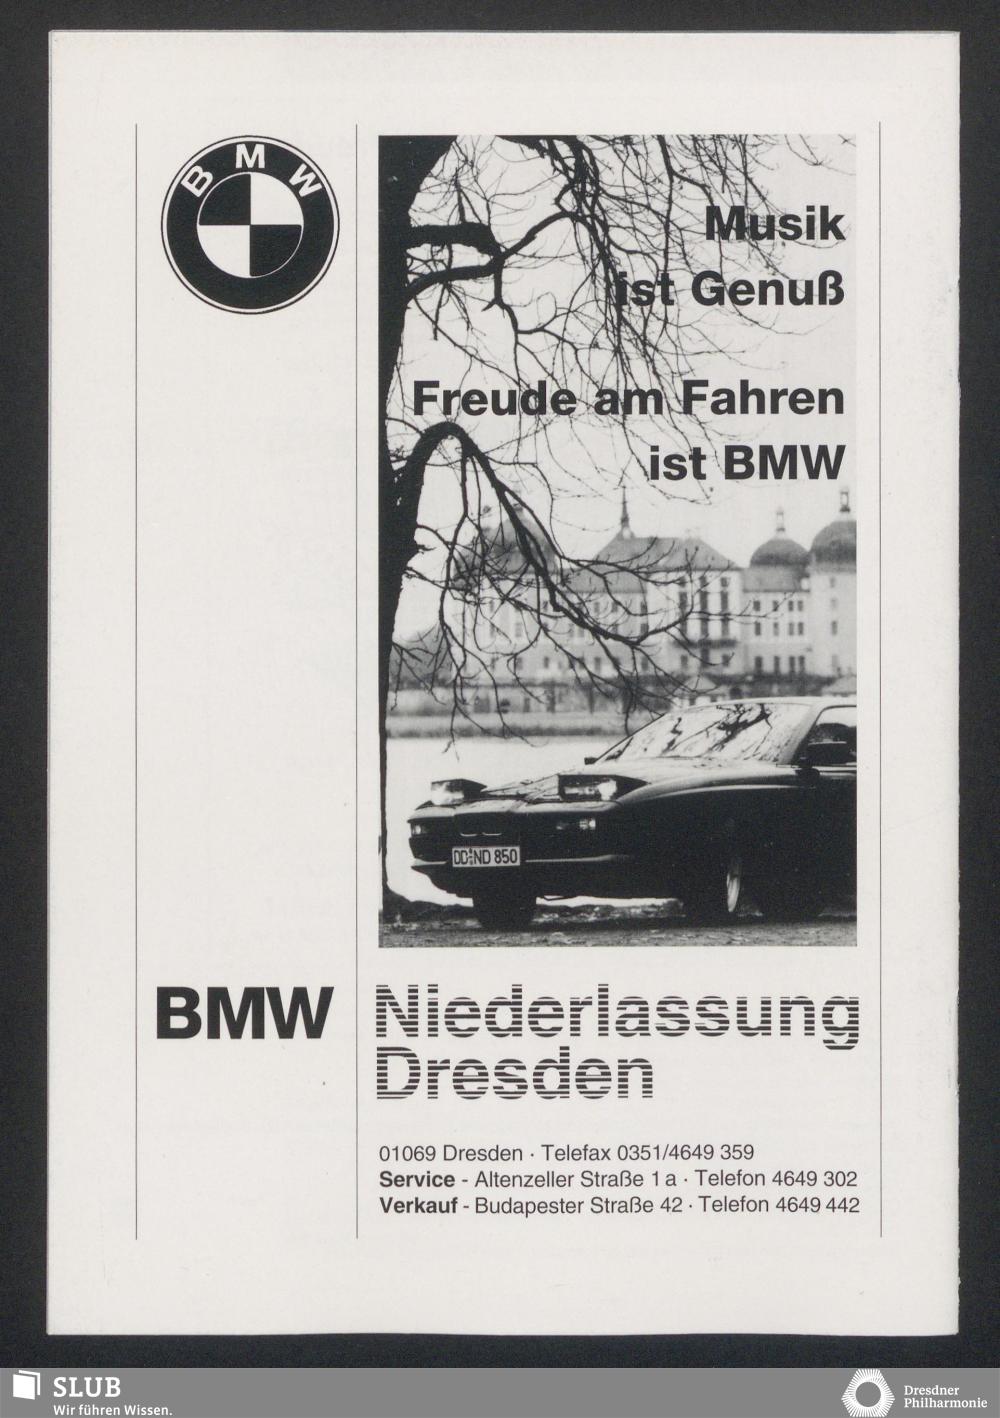 BMW
Musik
ist Genuß
Freude am Fahren
ist BMW
DD ND 850
BMW Niederlassung
Dresden
01069 Dresden · Telefax 0351/4649 359
Service - Altenzeller Straße 1 a · Telefon 4649 302
Verkauf - Budapester Straße 42 · Telefon 4649 442
SLUB
Wir führen Wissen.
Dresdner
Philharmonie